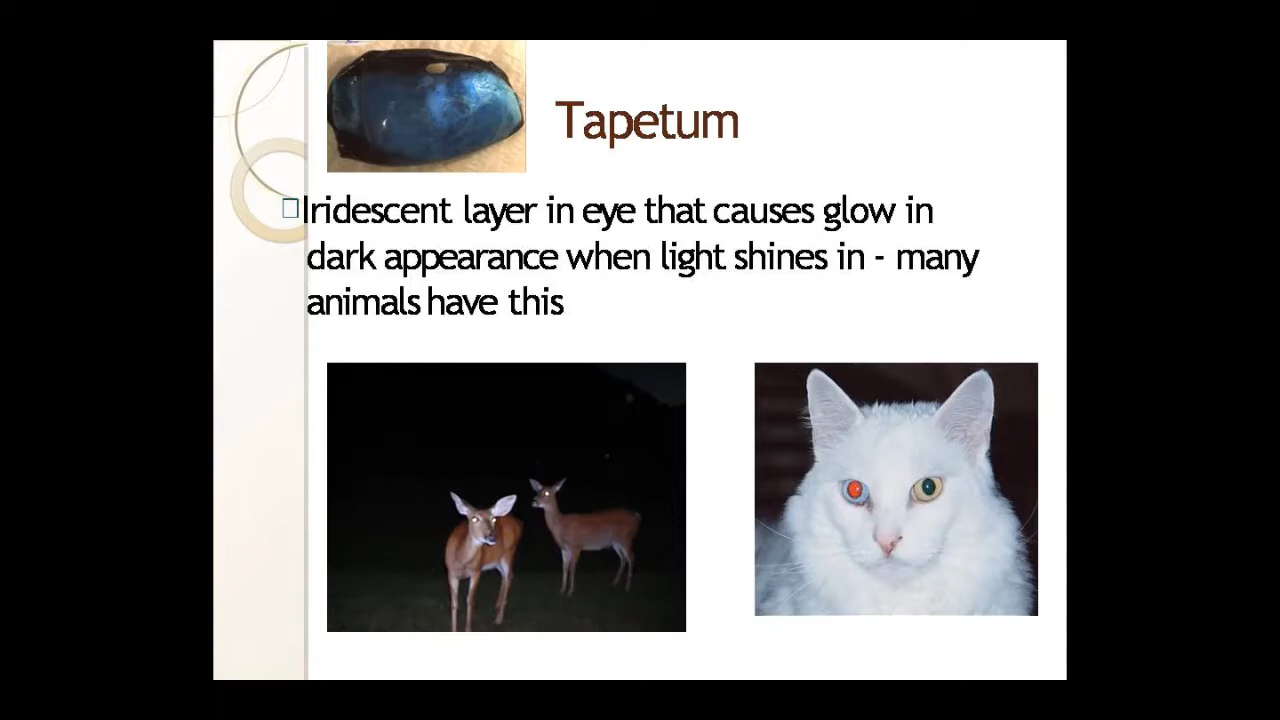 Tapetum
Iridescent layer in eye that causes glow in
dark appearance when light shines in - many
animals have this